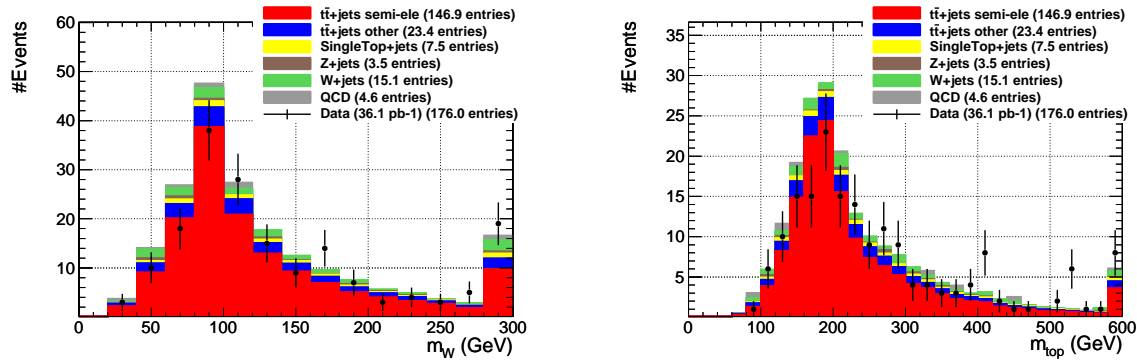 #Events
60
50
40
30
20
10
tt̄+jets semi-ele (146.9 entries)
tt̄+jets other (23.4 entries)
SingleTop+jets (7.5 entries)
Z+jets (3.5 entries)
W+jets (15.1 entries)
QCD (4.6 entries)
Data (36.1 pb-1) (176.0 entries)
0 50 100 150 200 250 300
m_W (GeV)
#Events
35
30
25
20
15
10
5
tt̄+jets semi-ele (146.9 entries)
tt̄+jets other (23.4 entries)
SingleTop+jets (7.5 entries)
Z+jets (3.5 entries)
W+jets (15.1 entries)
QCD (4.6 entries)
Data (36.1 pb-1) (176.0 entries)
0 100 200 300 400 500 600
m_top (GeV)